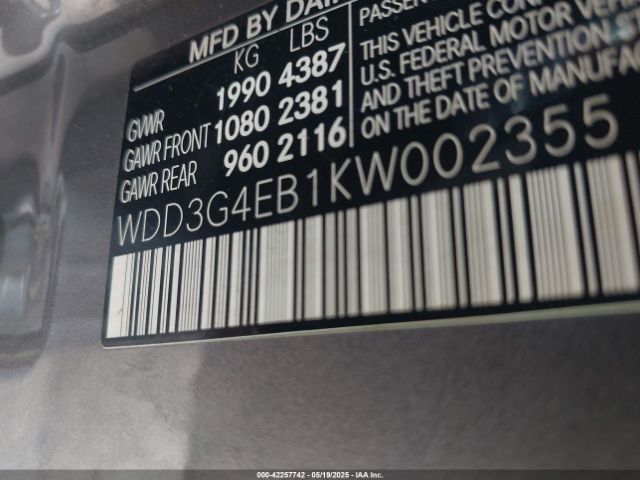 MFD BY DAI
KG LBS
GVWR 1990 4387
GAWR FRONT 1080 2381
GAWR REAR 960 2116
PASSEN
THIS VEHICLE CON
U.S. FEDERAL MOTOR VEHIC
AND THEFT PREVENTION ST
ON THE DATE OF MANUFA
WDD3G4EB1KW002355
000-42257742 - 05/19/2025 - IAA Inc.